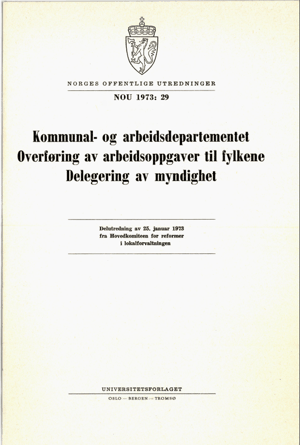 NORGES OFFENTLIGE UTREDNINGER
NOU 1973: 29
Kommunal- og arbeidsdepartementet
Overføring av arbeidsoppgaver til fylkene
Delegering av myndighet
Delutredning av 25. januar 1973
fra Hovedkomiteen for reformer
i lokalforvaltningen
UNIVERSITETSFORLAGET
OSLO — BERGEN — TROMSØ